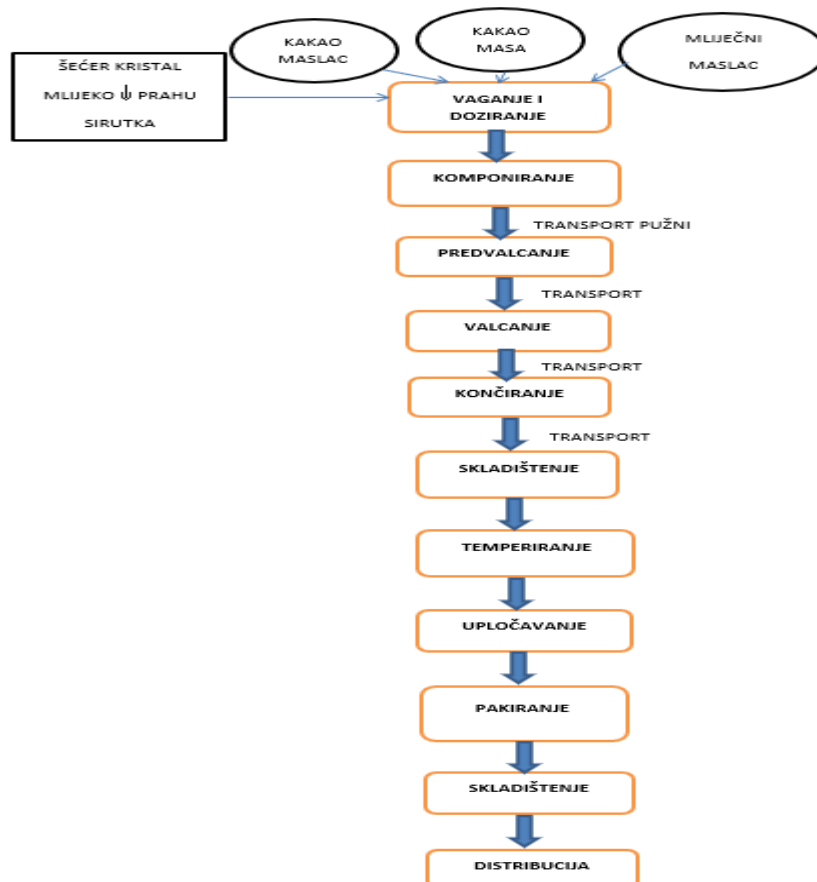 KAKAO
MASLAC
KAKAO
MASA
MLIJEČNI
MASLAC
ŠEĆER KRISTAL
MLIJEKO U PRAHU
SIRUTKA
VAGANJE I
DOZIRANJE
KOMPONIRANJE
TRANSPORT PUŽNI
PREDVALCANJE
TRANSPORT
VALCANJE
TRANSPORT
KONČIRANJE
TRANSPORT
SKLADIŠTENJE
TEMPERIRANJE
UPLOČAVANJE
PAKIRANJE
SKLADIŠTENJE
DISTRIBUCIJA